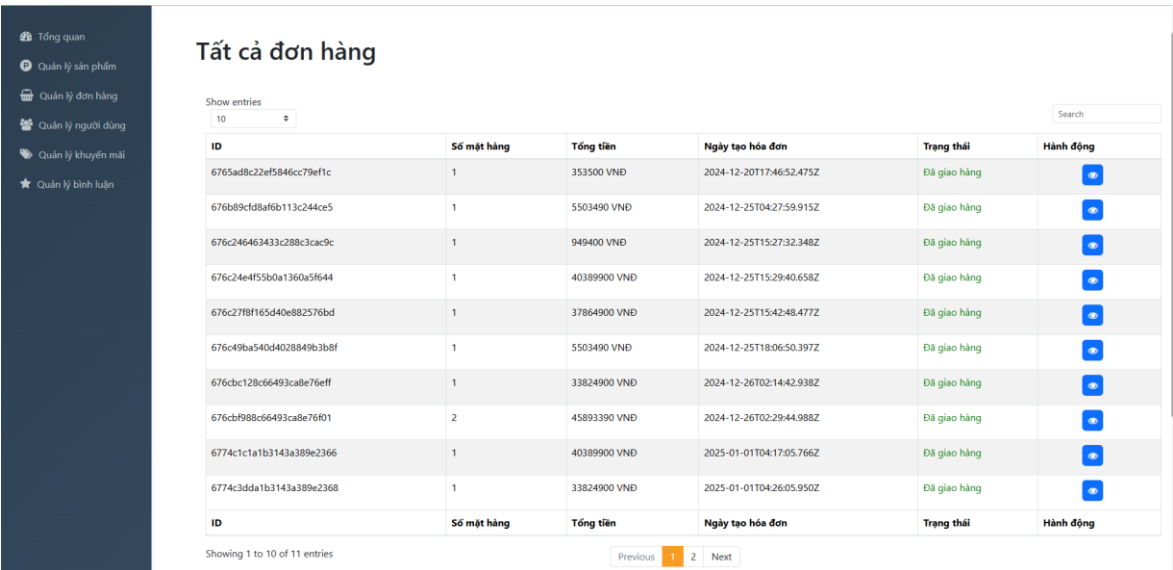 Tổng quan
Quản lý sản phẩm
Quản lý đơn hàng
Quản lý người dùng
Quản lý khuyến mãi
Quản lý bình luận
Tất cả đơn hàng
Show entries
10
Search
ID Số mặt hàng Tổng tiền Ngày tạo hóa đơn Trạng thái Hành động
6765ad8c22ef5846cc79ef1c 1 353500 VNĐ 2024-12-20T17:46:52.475Z Đã giao hàng
676b89cfd8af6b113c244ce5 1 5503490 VNĐ 2024-12-25T04:27:59.915Z Đã giao hàng
676c246463433c288c3cac9c 1 949400 VNĐ 2024-12-25T15:27:32.348Z Đã giao hàng
676c24e4f55b0a1360a5f644 1 40389900 VNĐ 2024-12-25T15:29:40.658Z Đã giao hàng
676c27f8f165d40e882576bd 1 37864900 VNĐ 2024-12-25T15:42:48.477Z Đã giao hàng
676c49ba540d4028849b3b8f 1 5503490 VNĐ 2024-12-25T18:06:50.397Z Đã giao hàng
676cbc128c66493ca8e76eff 1 33824900 VNĐ 2024-12-26T02:14:42.938Z Đã giao hàng
676cbf988c66493ca8e76f01 2 45893390 VNĐ 2024-12-26T02:29:44.988Z Đã giao hàng
6774c1c1a1b3143a389e2366 1 40389900 VNĐ 2025-01-01T04:17:05.766Z Đã giao hàng
6774c3dda1b3143a389e2368 1 33824900 VNĐ 2025-01-01T04:26:05.950Z Đã giao hàng
ID Số mặt hàng Tổng tiền Ngày tạo hóa đơn Trạng thái Hành động
Showing 1 to 10 of 11 entries
Previous 1 2 Next